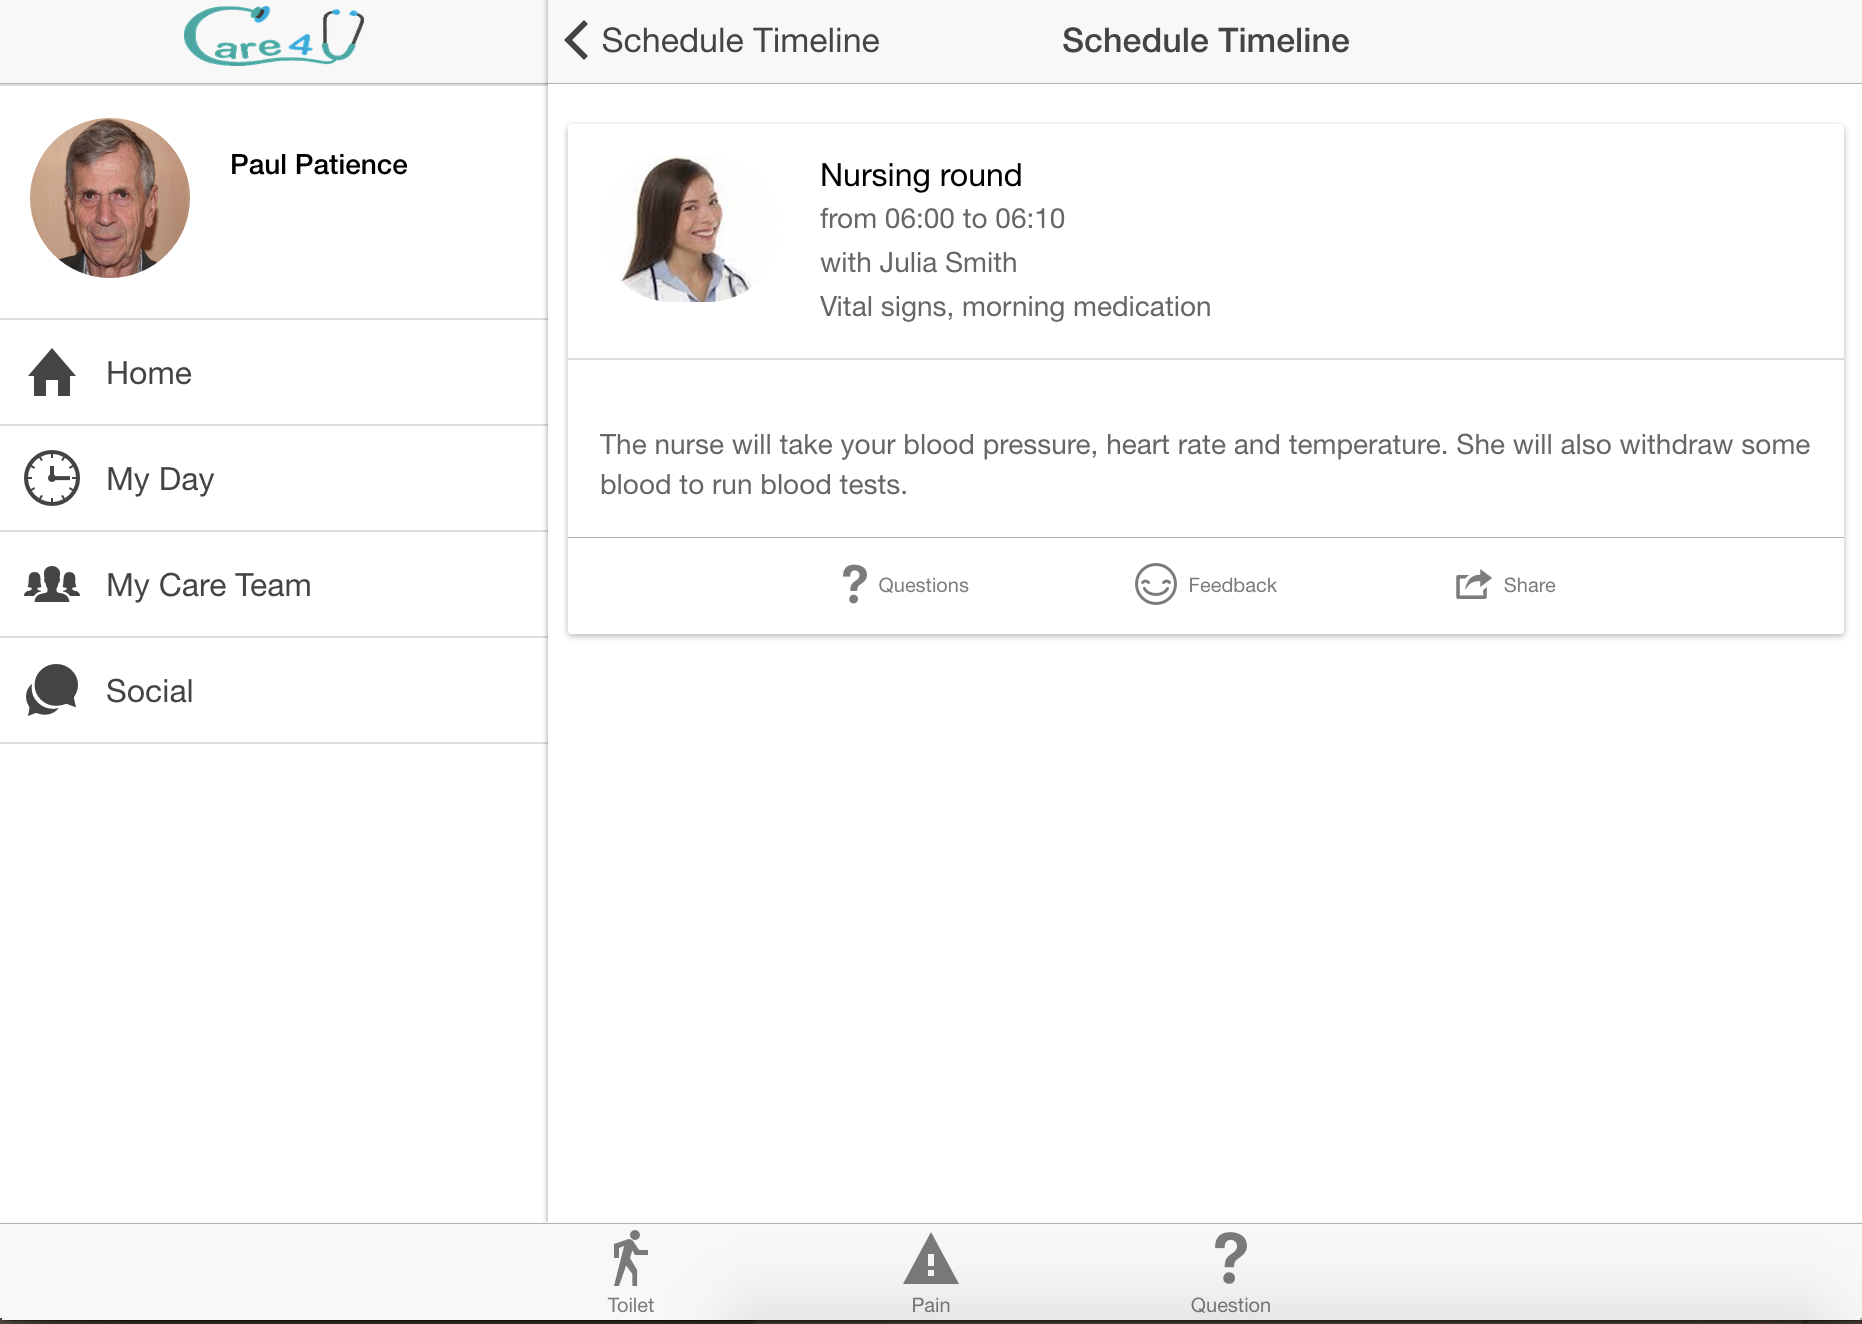 Care 4 U
Schedule Timeline
Schedule Timeline
Paul Patience
Home
My Day
My Care Team
Social
Nursing round
from 06:00 to 06:10
with Julia Smith
Vital signs, morning medication
The nurse will take your blood pressure, heart rate and temperature. She will also withdraw some
blood to run blood tests.
Questions
Feedback
Share
Toilet
Pain
Question